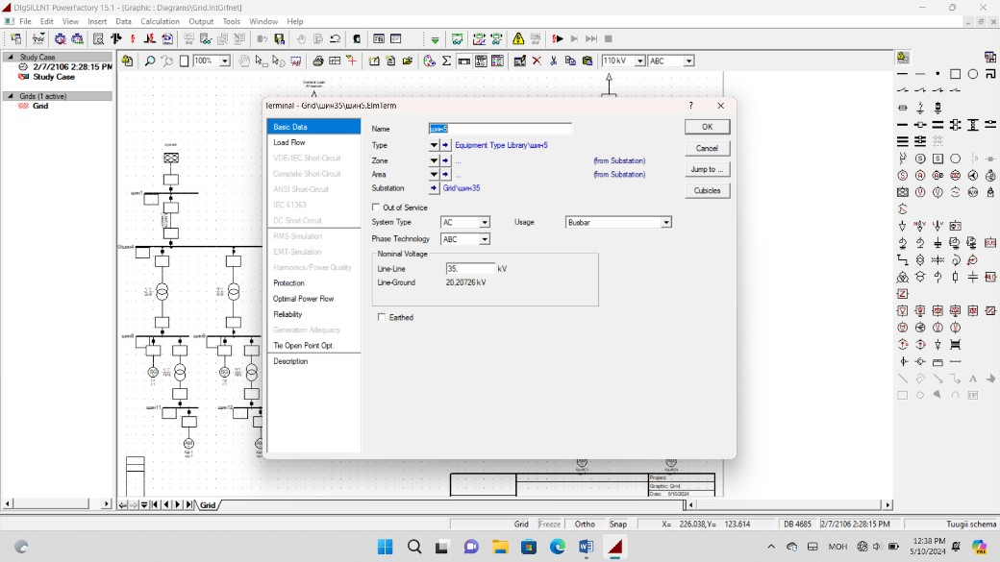 DIgSILENT PowerFactory 15.1 - [Graphic : Diagrams\Grid.IntGrfnet]
File Edit View Insert Data Calculation Output Tools Window Help
100%
110 kV
ABC
Study Case
2/7/2106 2:28:15 PM
Study Case
Grids (1 active)
Grid
Terminal - Grid\шин35\шин5.ElmTerm
? ×
Basic Data
Load Flow
VDE/IEC Short-Circuit
Complete Short-Circuit
ANSI Short-Circuit
IEC 61363
DC Short-Circuit
RMS-Simulation
EMT-Simulation
Harmonics/Power Quality
Protection
Optimal Power Flow
Reliability
Generation Adequacy
Tie Open Point Opt.
Description
Name шин5
Type Equipment Type Library\шин5
Zone ... (from Substation)
Area ... (from Substation)
Substation Grid\шин35
Out of Service
System Type AC Usage Busbar
Phase Technology ABC
Nominal Voltage
Line-Line 35, kV
Line-Ground 20,20726 kV
Earthed
OK
Cancel
Jump to ...
Cubicles
шин11
шин12
Project:
Graphic: Grid
Date: 5/10/2024
Grid
Grid Freeze Ortho Snap X= 226.038,Y= 123.614 DB 4685 2/7/2106 2:28:15 PM Tuugii schema
МОН
12:38 PM
5/10/2024